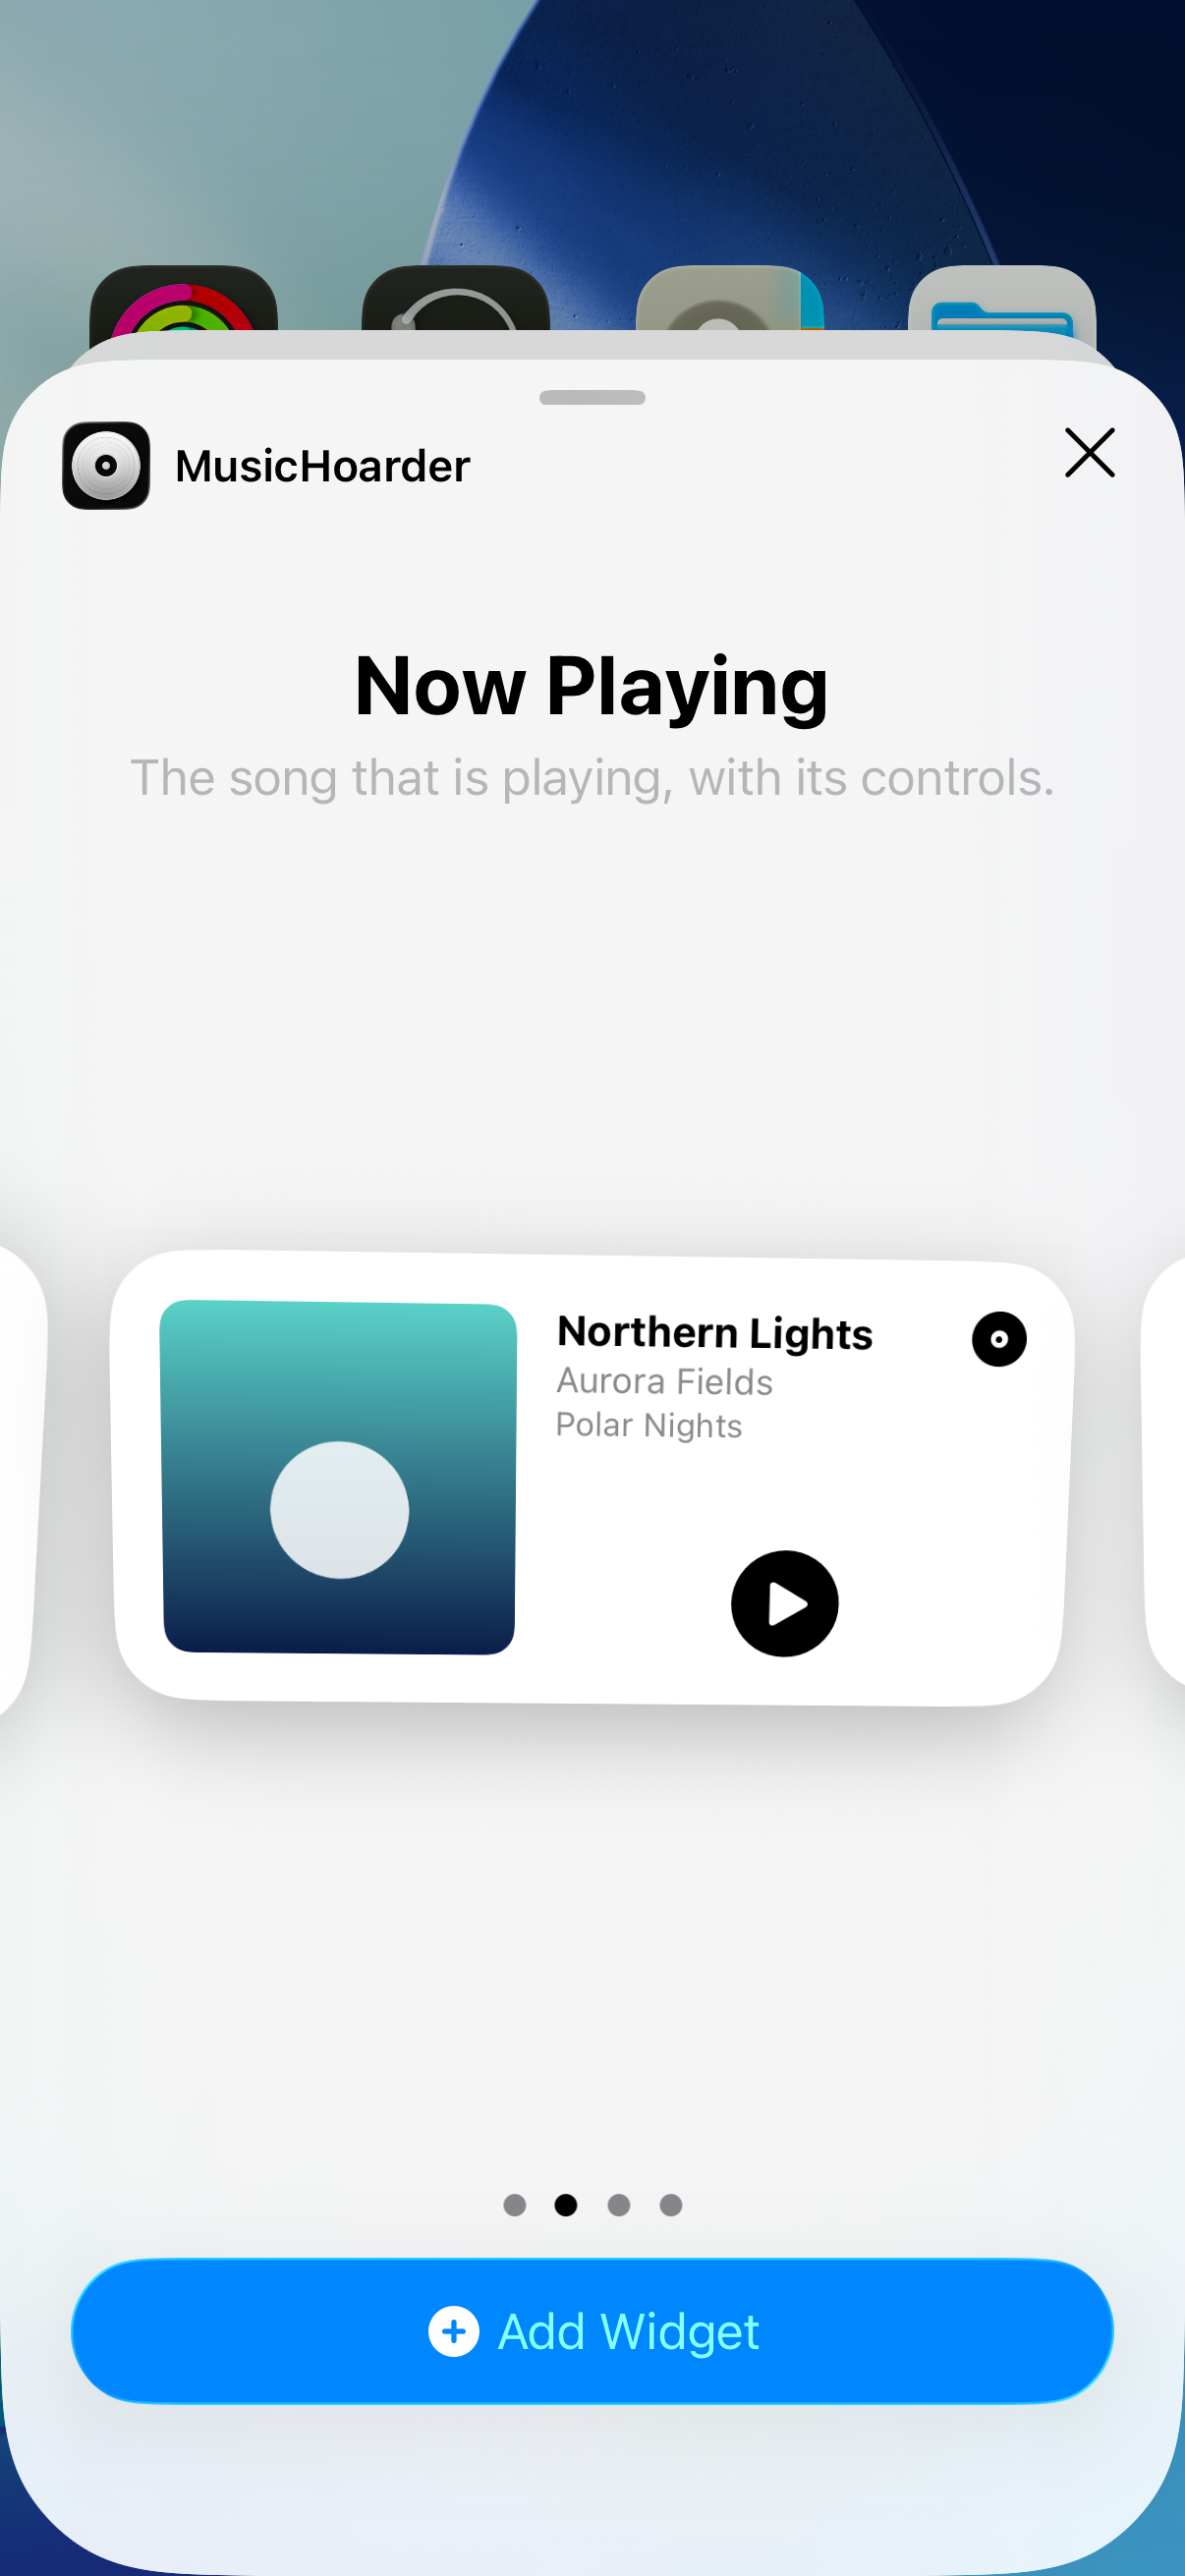 MusicHoarder
Now Playing
The song that is playing, with its controls.
Northern Lights
Aurora Fields
Polar Nights
Add Widget